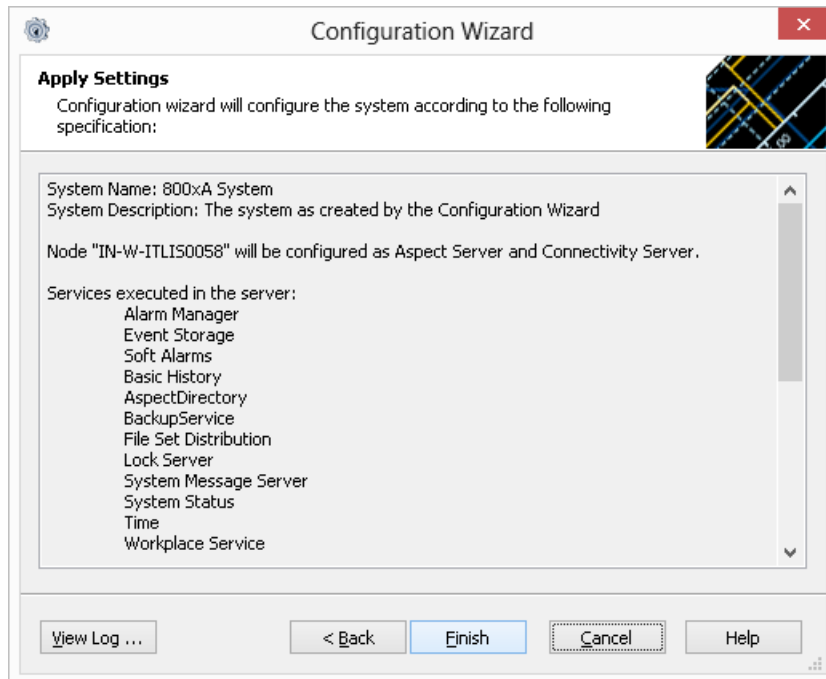 Configuration Wizard
Apply Settings
Configuration wizard will configure the system according to the following
specification:
System Name: 800xA System
System Description: The system as created by the Configuration Wizard
Node "IN-W-ITLIS0058" will be configured as Aspect Server and Connectivity Server.
Services executed in the server:
Alarm Manager
Event Storage
Soft Alarms
Basic History
AspectDirectory
BackupService
File Set Distribution
Lock Server
System Message Server
System Status
Time
Workplace Service
View Log ...
< Back
Finish
Cancel
Help